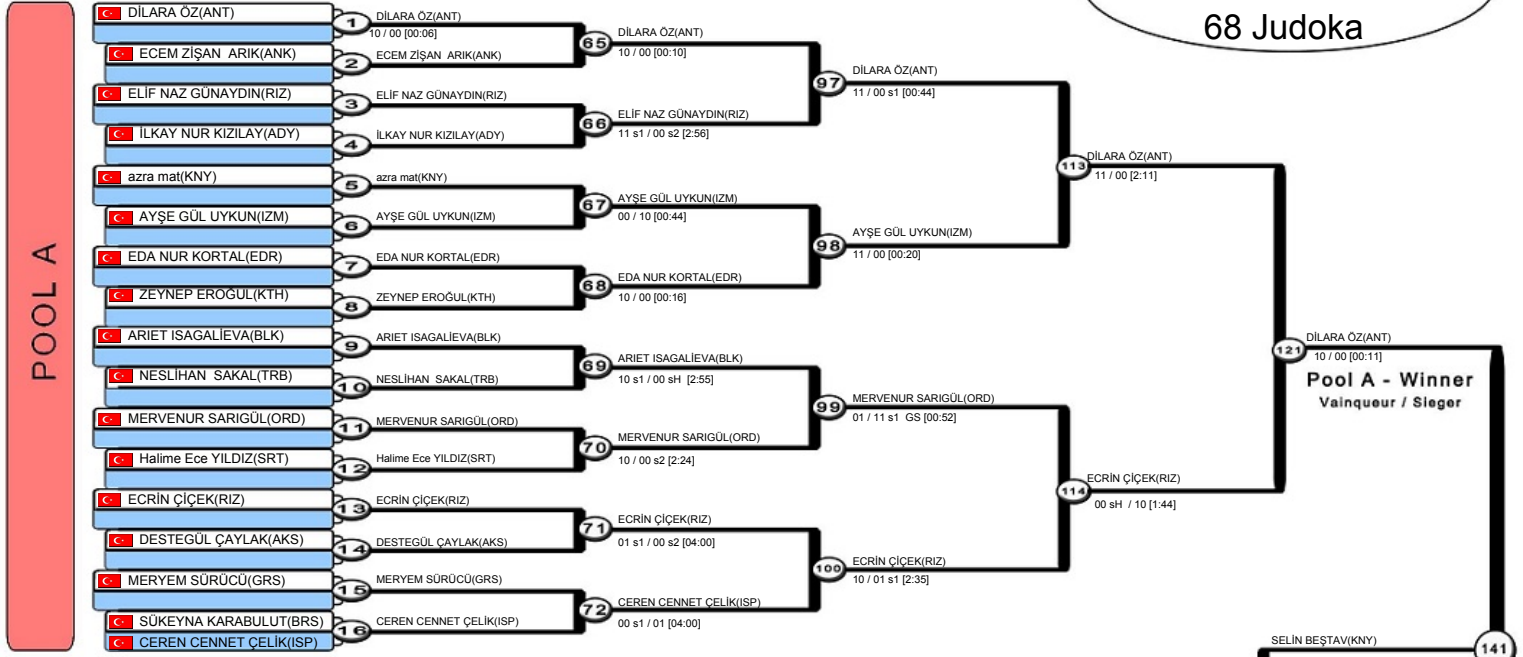 68 Judoka
POOL A
DİLARA ÖZ(ANT)
ECEM ZİŞAN ARIK(ANK)
ELİF NAZ GÜNAYDIN(RIZ)
İLKAY NUR KIZILAY(ADY)
azra mat(KNY)
AYŞE GÜL UYKUN(IZM)
EDA NUR KORTAL(EDR)
ZEYNEP EROĞUL(KTH)
ARIET ISAGALİEVA(BLK)
NESLİHAN SAKAL(TRB)
MERVENUR SARIGÜL(ORD)
Halime Ece YILDIZ(SRT)
ECRİN ÇİÇEK(RIZ)
DESTEGÜL ÇAYLAK(AKS)
MERYEM SÜRÜCÜ(GRS)
SÜKEYNA KARABULUT(BRS)
CEREN CENNET ÇELİK(ISP)
1 DİLARA ÖZ(ANT)
10 / 00 [00:06]
2 ECEM ZİŞAN ARIK(ANK)
3 ELİF NAZ GÜNAYDIN(RIZ)
4 İLKAY NUR KIZILAY(ADY)
5 azra mat(KNY)
6 AYŞE GÜL UYKUN(IZM)
7 EDA NUR KORTAL(EDR)
8 ZEYNEP EROĞUL(KTH)
9 ARIET ISAGALİEVA(BLK)
10 NESLİHAN SAKAL(TRB)
11 MERVENUR SARIGÜL(ORD)
12 Halime Ece YILDIZ(SRT)
13 ECRİN ÇİÇEK(RIZ)
14 DESTEGÜL ÇAYLAK(AKS)
15 MERYEM SÜRÜCÜ(GRS)
16 CEREN CENNET ÇELİK(ISP)
65 DİLARA ÖZ(ANT)
10 / 00 [00:10]
66 ELİF NAZ GÜNAYDIN(RIZ)
11 s1 / 00 s2 [2:56]
67 AYŞE GÜL UYKUN(IZM)
00 / 10 [00:44]
68 EDA NUR KORTAL(EDR)
10 / 00 [00:16]
69 ARIET ISAGALİEVA(BLK)
10 s1 / 00 sH [2:55]
70 MERVENUR SARIGÜL(ORD)
10 / 00 s2 [2:24]
71 ECRİN ÇİÇEK(RIZ)
01 s1 / 00 s2 [04:00]
72 CEREN CENNET ÇELİK(ISP)
00 s1 / 01 [04:00]
97 DİLARA ÖZ(ANT)
11 / 00 s1 [00:44]
98 AYŞE GÜL UYKUN(IZM)
11 / 00 [00:20]
99 MERVENUR SARIGÜL(ORD)
01 / 11 s1 GS [00:52]
100 ECRİN ÇİÇEK(RIZ)
10 / 01 s1 [2:35]
113 DİLARA ÖZ(ANT)
11 / 00 [2:11]
114 ECRİN ÇİÇEK(RIZ)
00 sH / 10 [1:44]
121 DİLARA ÖZ(ANT)
10 / 00 [00:11]
Pool A - Winner
Vainqueur / Sieger
SELİN BEŞTAV(KNY)
141